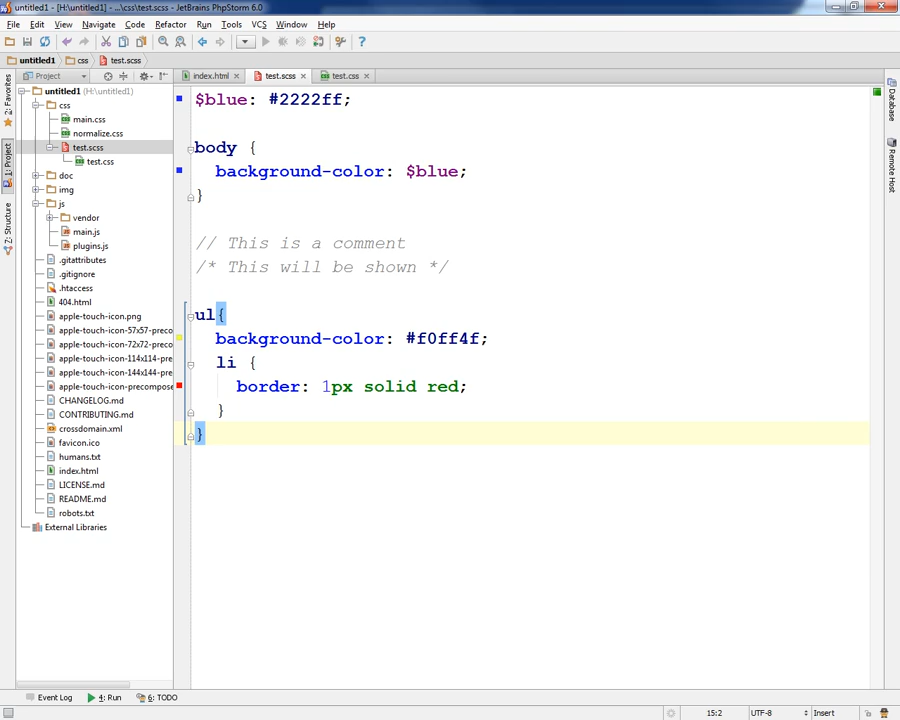 untitled1 - [H:\untitled1] - ...\css\test.scss - JetBrains PhpStorm 6.0
File Edit View Navigate Code Refactor Run Tools VCS Window Help
untitled1 css test.scss
Project
index.html test.scss test.css
untitled1 (H:\untitled1)
css
main.css
normalize.css
test.scss
test.css
doc
img
js
vendor
main.js
plugins.js
.gitattributes
.gitignore
.htaccess
404.html
apple-touch-icon.png
apple-touch-icon-57x57-preco
apple-touch-icon-72x72-preco
apple-touch-icon-114x114-pre
apple-touch-icon-144x144-pre
apple-touch-icon-precompose
CHANGELOG.md
CONTRIBUTING.md
crossdomain.xml
favicon.ico
humans.txt
index.html
LICENSE.md
README.md
robots.txt
External Libraries
2: Favorites
1: Project
7: Structure
$blue: #2222ff;
body {
background-color: $blue;
}
// This is a comment
/* This will be shown */
ul{
background-color: #f0ff4f;
li {
border: 1px solid red;
}
}
Database
Remote Host
Event Log 4: Run 6: TODO
15:2 UTF-8 Insert